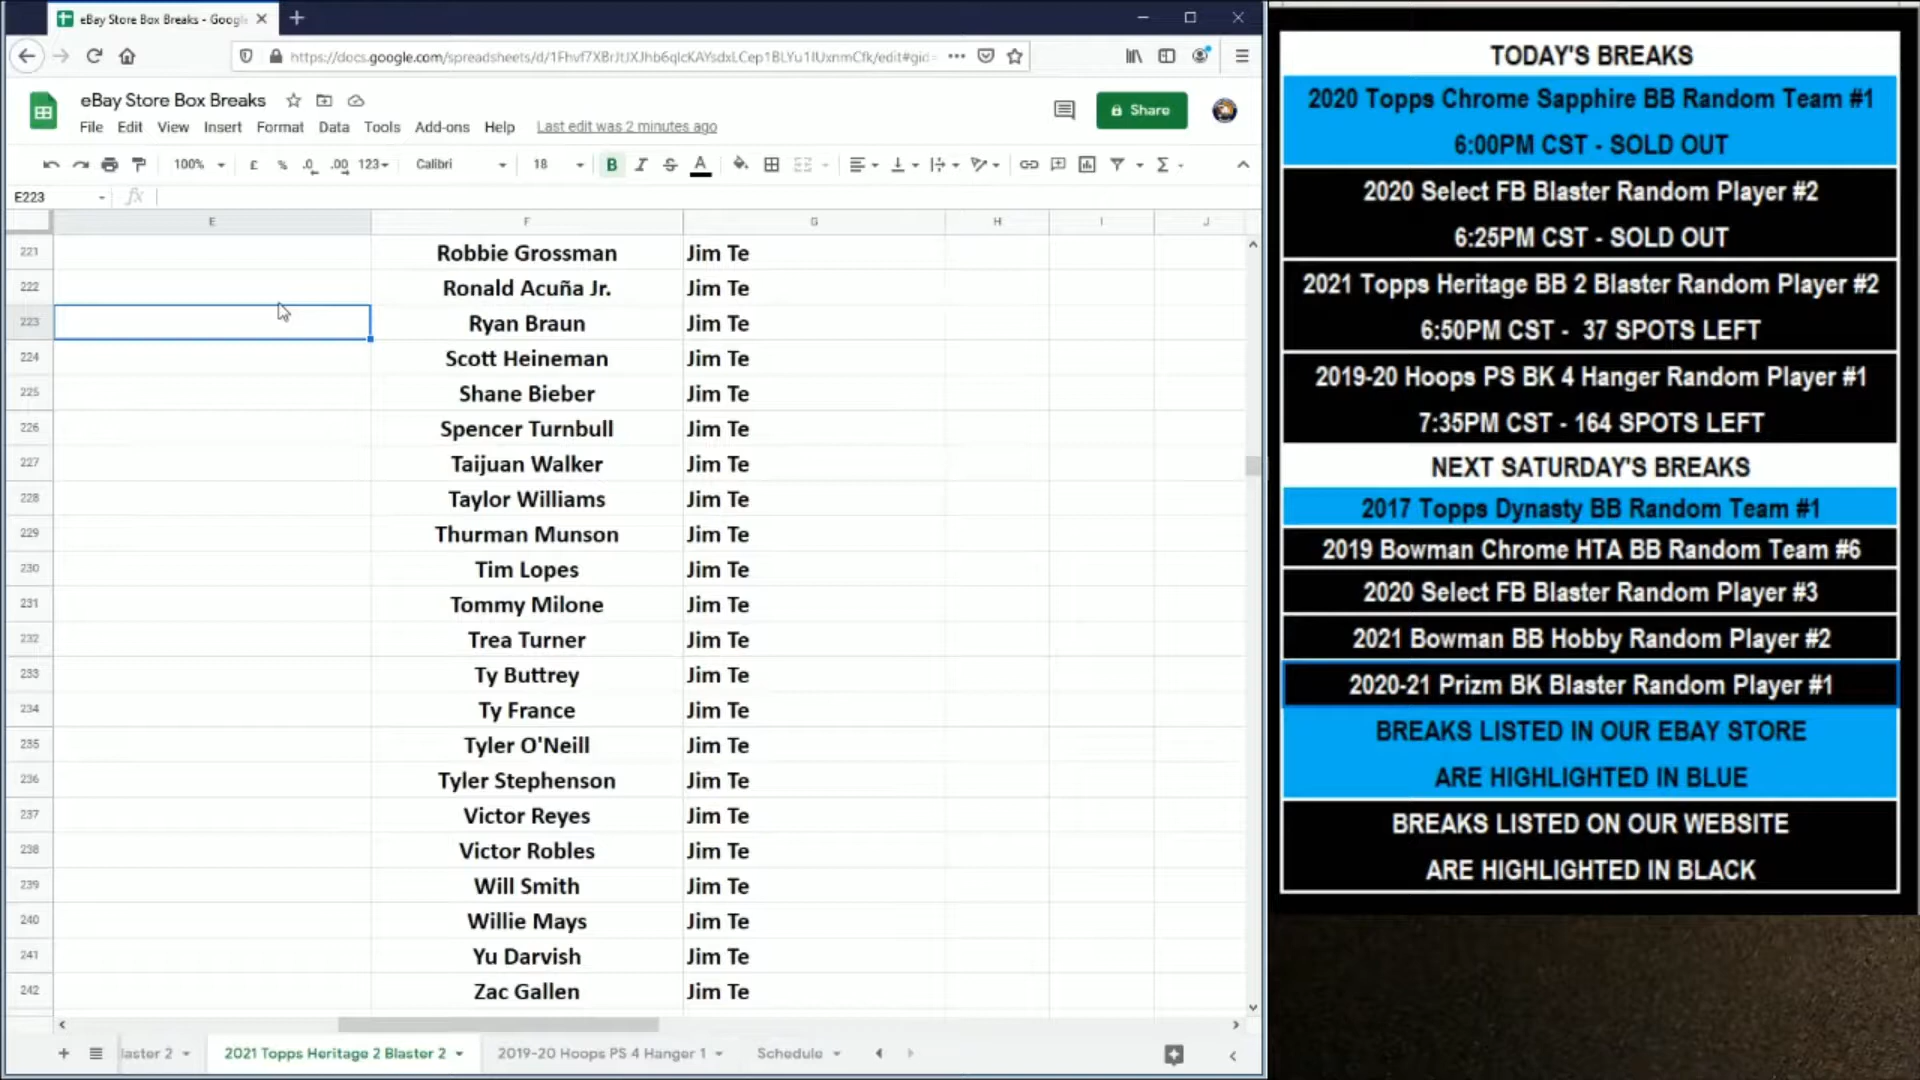 eBay Store Box Breaks - Googl
https://docs.google.com/spreadsheets/d/1Fhvf7XBrJtJXJhb6qIcKAYsdxLCep1BLYu1IUxnmCfk/edit#gid=
eBay Store Box Breaks
Share
File Edit View Insert Format Data Tools Add-ons Help Last edit was 2 minutes ago
100% £ % .0 .00 123 Calibri 18 B I S A
E223 fx
E F G H I J
221 Robbie Grossman Jim Te
222 Ronald Acuña Jr. Jim Te
223 Ryan Braun Jim Te
224 Scott Heineman Jim Te
225 Shane Bieber Jim Te
226 Spencer Turnbull Jim Te
227 Taijuan Walker Jim Te
228 Taylor Williams Jim Te
229 Thurman Munson Jim Te
230 Tim Lopes Jim Te
231 Tommy Milone Jim Te
232 Trea Turner Jim Te
233 Ty Buttrey Jim Te
234 Ty France Jim Te
235 Tyler O'Neill Jim Te
236 Tyler Stephenson Jim Te
237 Victor Reyes Jim Te
238 Victor Robles Jim Te
239 Will Smith Jim Te
240 Willie Mays Jim Te
241 Yu Darvish Jim Te
242 Zac Gallen Jim Te
laster 2 2021 Topps Heritage 2 Blaster 2 2019-20 Hoops PS 4 Hanger 1 Schedule
TODAY'S BREAKS
2020 Topps Chrome Sapphire BB Random Team #1
6:00PM CST - SOLD OUT
2020 Select FB Blaster Random Player #2
6:25PM CST - SOLD OUT
2021 Topps Heritage BB 2 Blaster Random Player #2
6:50PM CST - 37 SPOTS LEFT
2019-20 Hoops PS BK 4 Hanger Random Player #1
7:35PM CST - 164 SPOTS LEFT
NEXT SATURDAY'S BREAKS
2017 Topps Dynasty BB Random Team #1
2019 Bowman Chrome HTA BB Random Team #6
2020 Select FB Blaster Random Player #3
2021 Bowman BB Hobby Random Player #2
2020-21 Prizm BK Blaster Random Player #1
BREAKS LISTED IN OUR EBAY STORE
ARE HIGHLIGHTED IN BLUE
BREAKS LISTED ON OUR WEBSITE
ARE HIGHLIGHTED IN BLACK